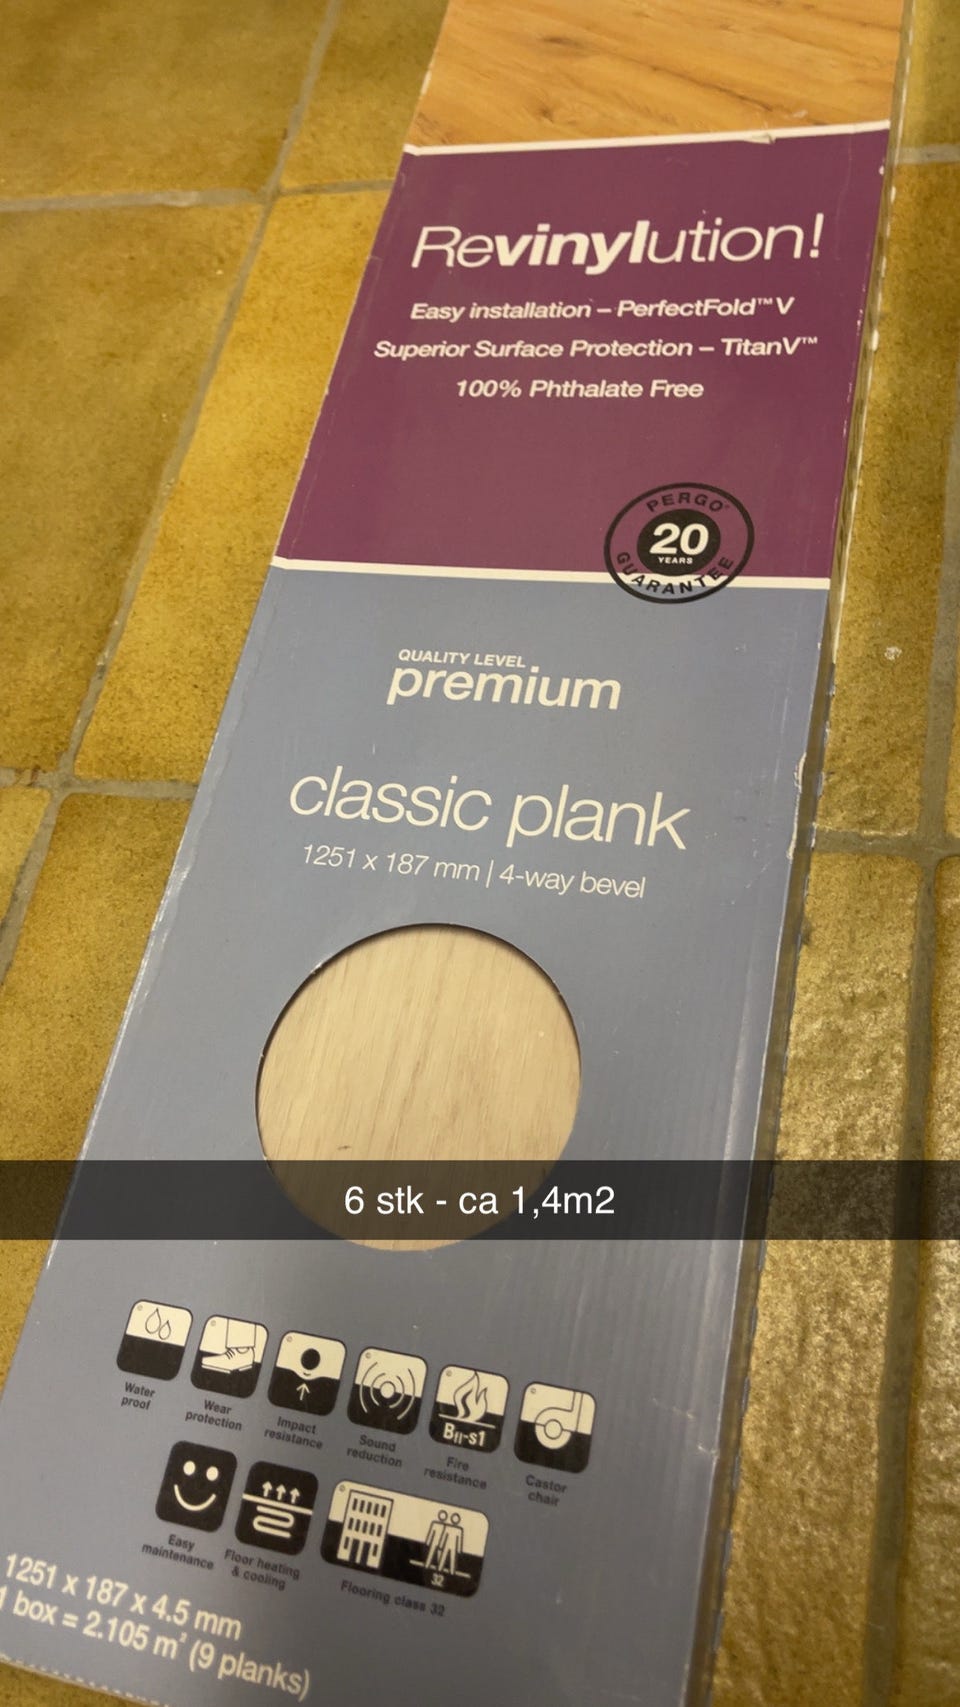 Revinylution!
Easy installation – PerfectFold™ V
Superior Surface Protection – TitanV™
100% Phthalate Free
PERGO®
20
YEARS
GUARANTEE
QUALITY LEVEL
premium
classic plank
1251 x 187 mm | 4-way bevel
6 stk - ca 1,4m2
Water
proof
Wear
protection
Impact
resistance
Sound
reduction
Bfl-s1
Fire
resistance
Castor
chair
Easy
maintenance
Floor heating
& cooling
32
Flooring class 32
1251 x 187 x 4.5 mm
1 box = 2.105 m² (9 planks)